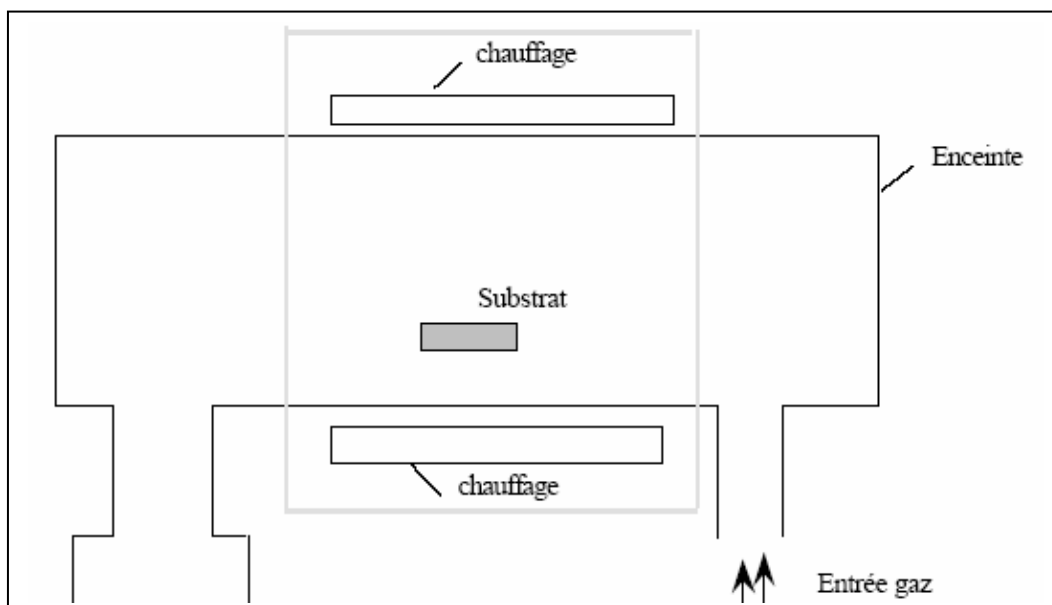 chauffage
Enceinte
Substrat
chauffage
Entrée gaz